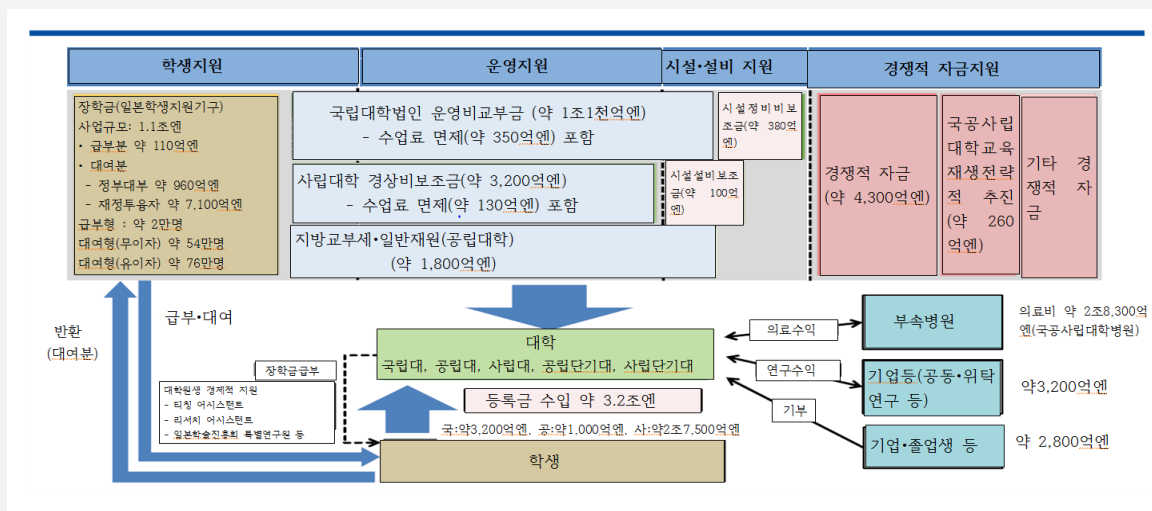 학생지원
운영지원
시설•설비 지원
경쟁적 자금지원
장학금(일본학생지원기구)
사업규모: 1.1조엔
• 급부분 약 110억엔
• 대여분
- 정부대부 약 960억엔
- 재정투융자 약 7,100억엔
급부형 : 약 2만명
대여형(무이자) 약 54만명
대여형(유이자) 약 76만명
국립대학법인 운영비교부금 (약 1조1천억엔)
- 수업료 면제(약 350억엔) 포함
시설정비비보
조금(약 380억
엔)
사립대학 경상비보조금(약 3,200억엔)
- 수업료 면제(약 130억엔) 포함
시설설비보조
금(약 100억
엔)
지방교부세•일반재원(공립대학)
(약 1,800억엔)
경쟁적 자금
(약 4,300억엔)
국공사립
대학교육
재생전략
적 추진
(약 260
억엔)
기타 경
쟁적 자
금
반환
(대여분)
급부•대여
대학
국립대, 공립대, 사립대, 공립단기대, 사립단기대
장학금급부
대학원생 경제적 지원
- 티칭 어시스턴트
- 리서치 어시스턴트
- 일본학술진흥회 특별연구원 등
등록금 수입 약 3.2조엔
국:약3,200억엔, 공:약1,000억엔, 사:약2조7,500억엔
학생
의료수익
연구수익
기부
부속병원
의료비 약 2조8,300억
엔(국공사립대학병원)
기업등(공동•위탁
연구 등)
약3,200억엔
기업•졸업생 등
약 2,800억엔